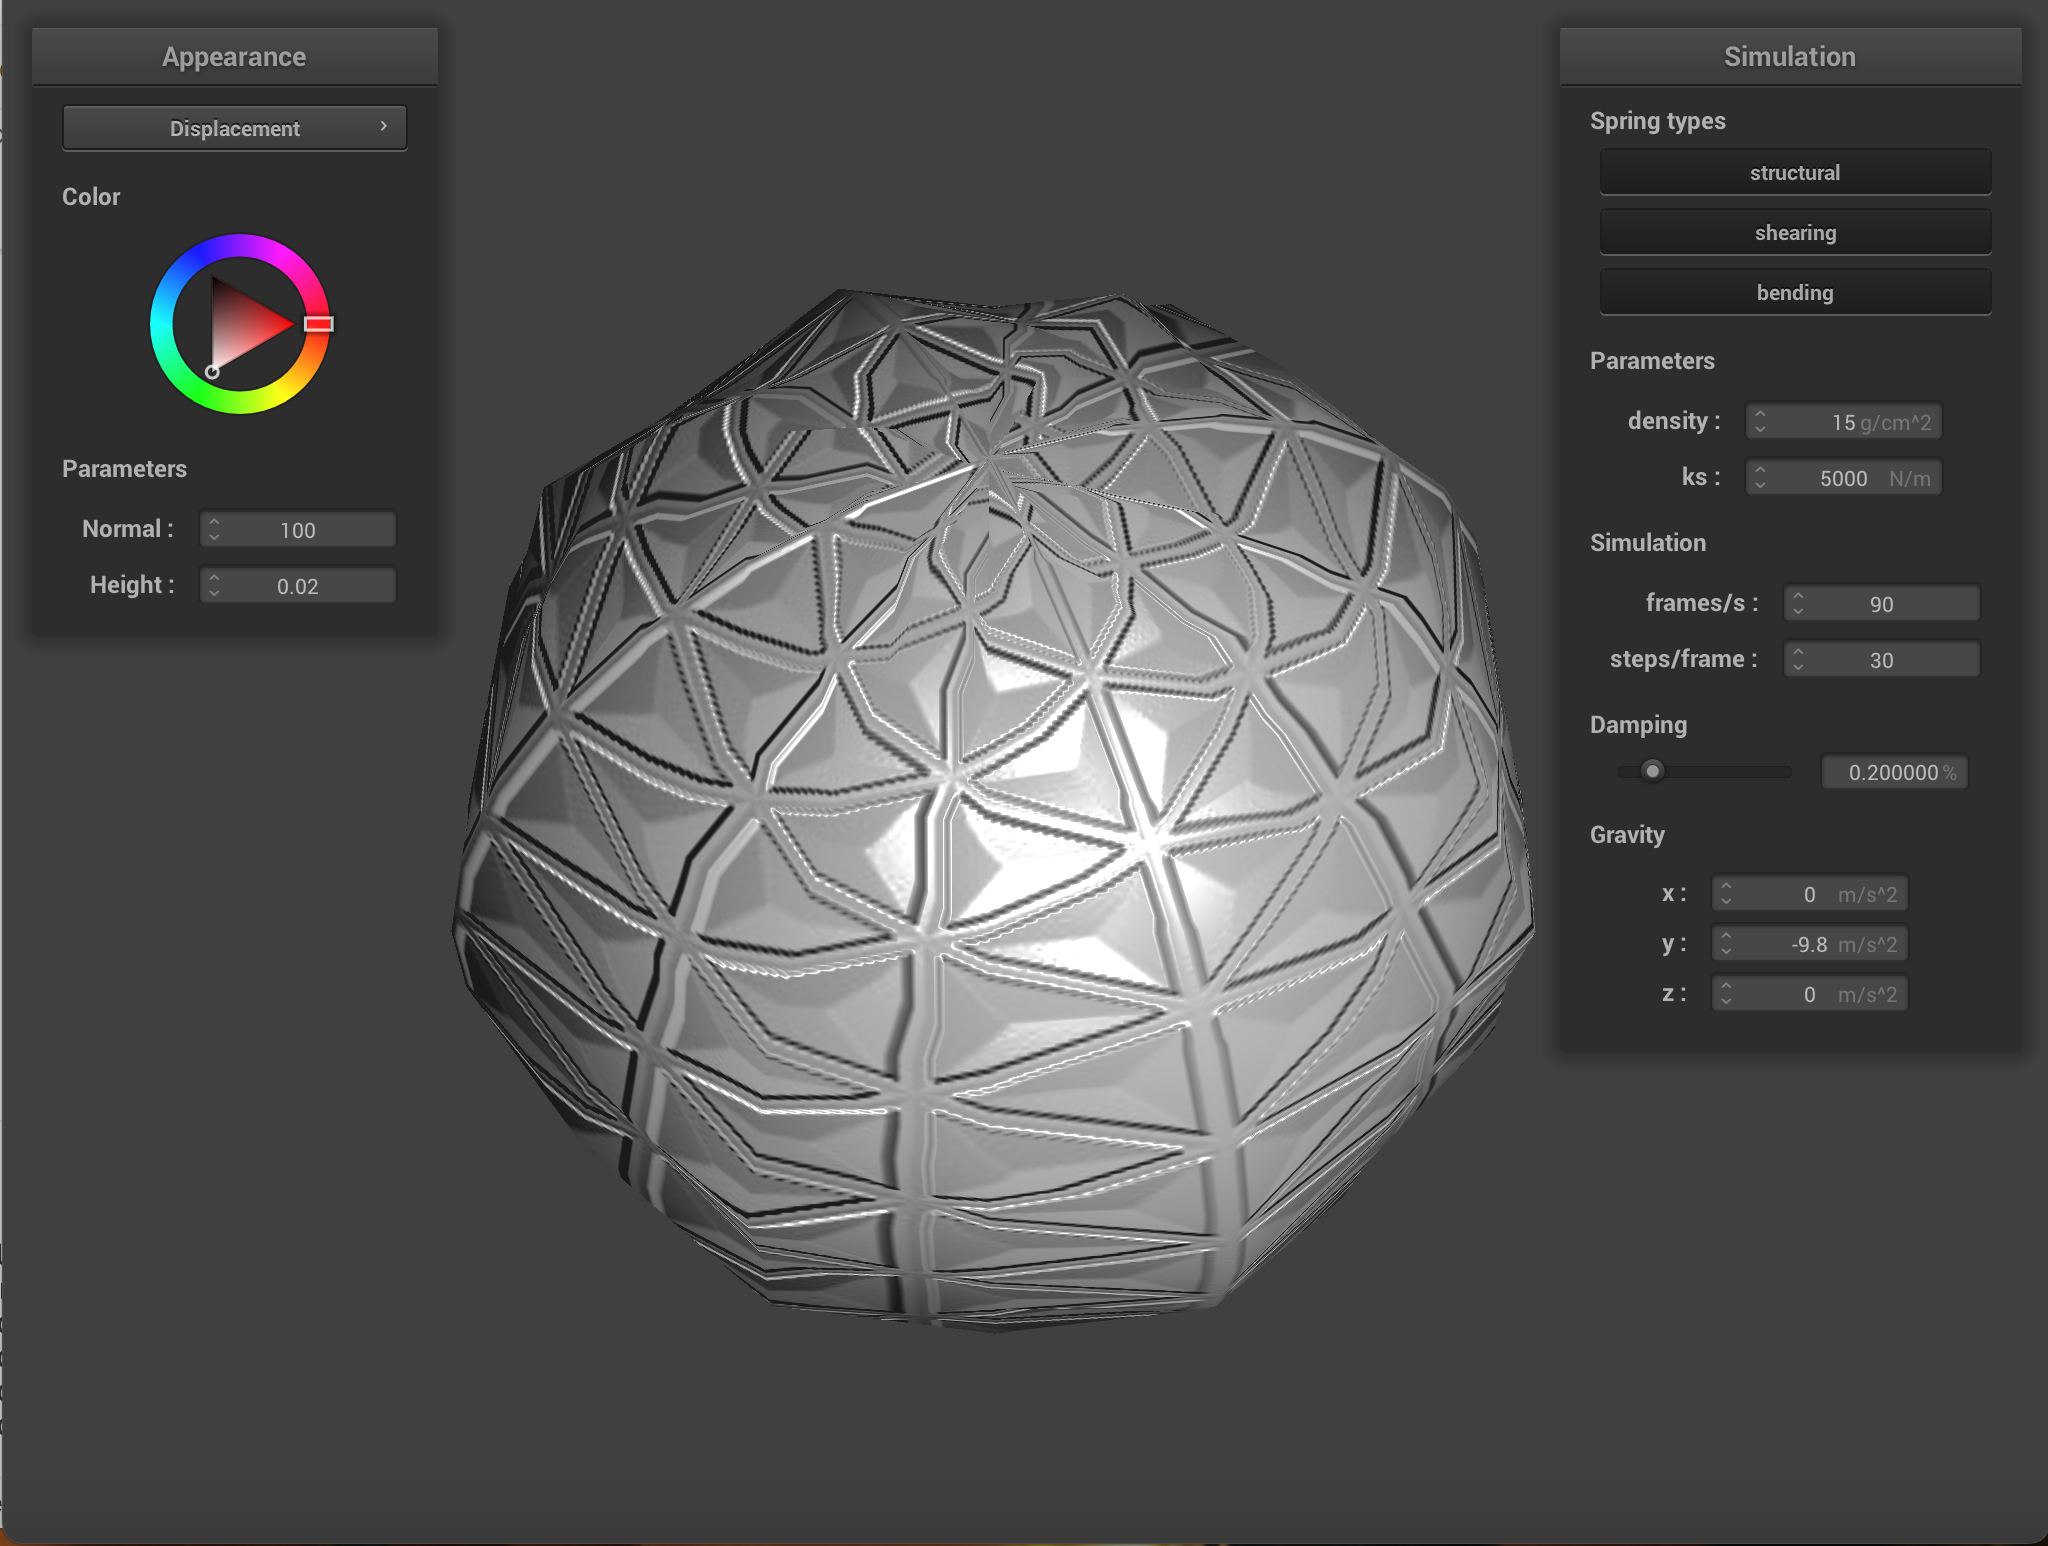 Appearance
Displacement
Color
Parameters
Normal : 100
Height : 0.02
Simulation
Spring types
structural
shearing
bending
Parameters
density : 15 g/cm^2
ks : 5000 N/m
Simulation
frames/s : 90
steps/frame : 30
Damping
0.200000 %
Gravity
x : 0 m/s^2
y : -9.8 m/s^2
z : 0 m/s^2